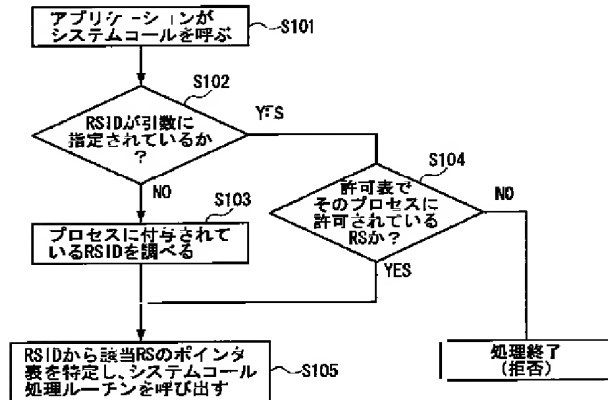 アプリケーションが
システムコールを呼ぶ
S101
S102
RSIDが引数に
指定されているか
?
YES
NO
S103
プロセスに付与されて
いるRSIDを調べる
S104
許可表で
そのプロセスに
許可されている
RSか?
NO
YES
RSIDから該当RSのポインタ
表を特定し、システムコール
処理ルーチンを呼び出す
S105
処理終了
(拒否)